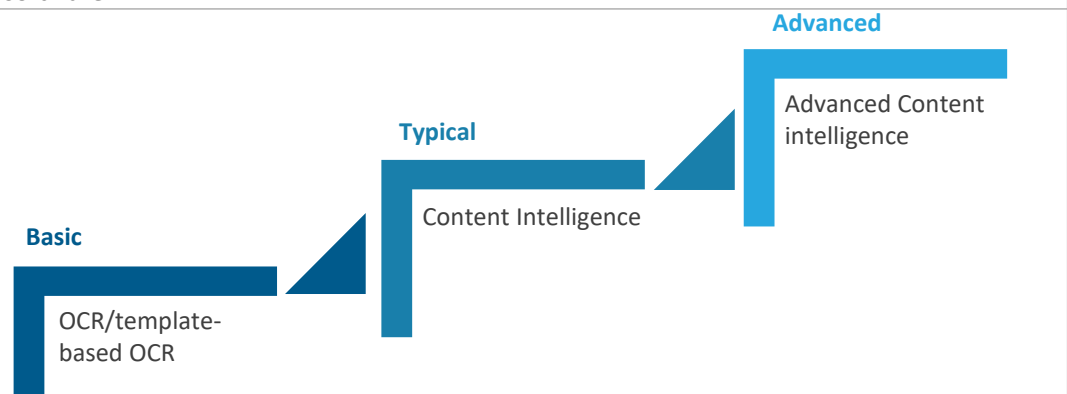 Advanced
Advanced Content
intelligence
Typical
Content Intelligence
Basic
OCR/template-
based OCR